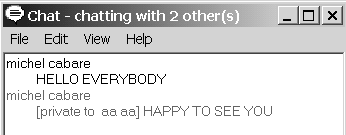 Chat - chatting with 2 other(s)
File Edit View Help
michel cabare
HELLO EVERYBODY
michel cabare
[private to aa aa] HAPPY TO SEE YOU